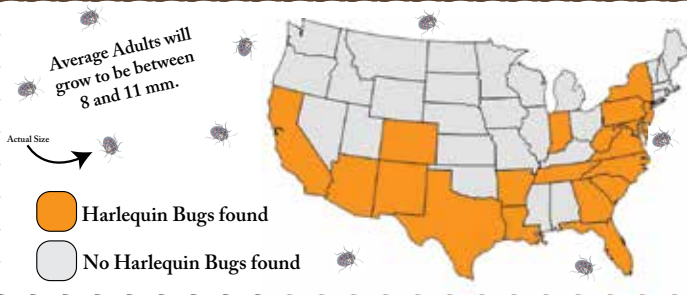 Average Adults will
grow to be between
8 and 11 mm.
Actual Size
Harlequin Bugs found
No Harlequin Bugs found